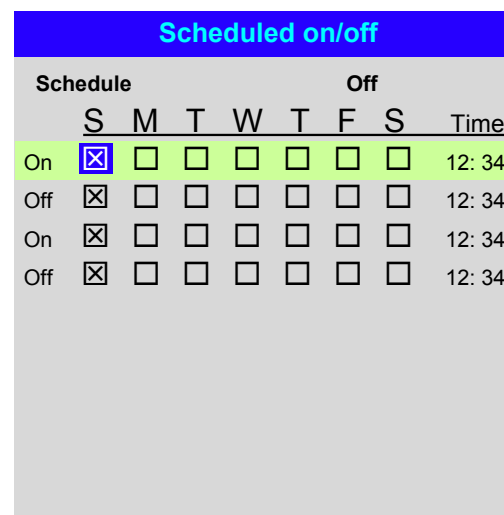 Scheduled on/off
Schedule Off
S M T W T F S Time
On ☒ ☐ ☐ ☐ ☐ ☐ ☐ 12: 34
Off ☒ ☐ ☐ ☐ ☐ ☐ ☐ 12: 34
On ☒ ☐ ☐ ☐ ☐ ☐ ☐ 12: 34
Off ☒ ☐ ☐ ☐ ☐ ☐ ☐ 12: 34